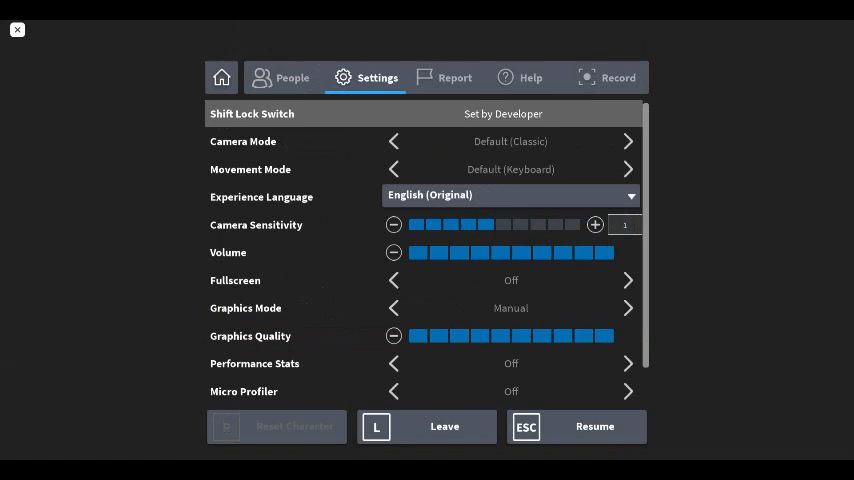 People Settings Report Help Record
Shift Lock Switch Set by Developer
Camera Mode Default (Classic)
Movement Mode Default (Keyboard)
Experience Language English (Original)
Camera Sensitivity 1
Volume
Fullscreen Off
Graphics Mode Manual
Graphics Quality
Performance Stats Off
Micro Profiler Off
R Reset Character L Leave ESC Resume